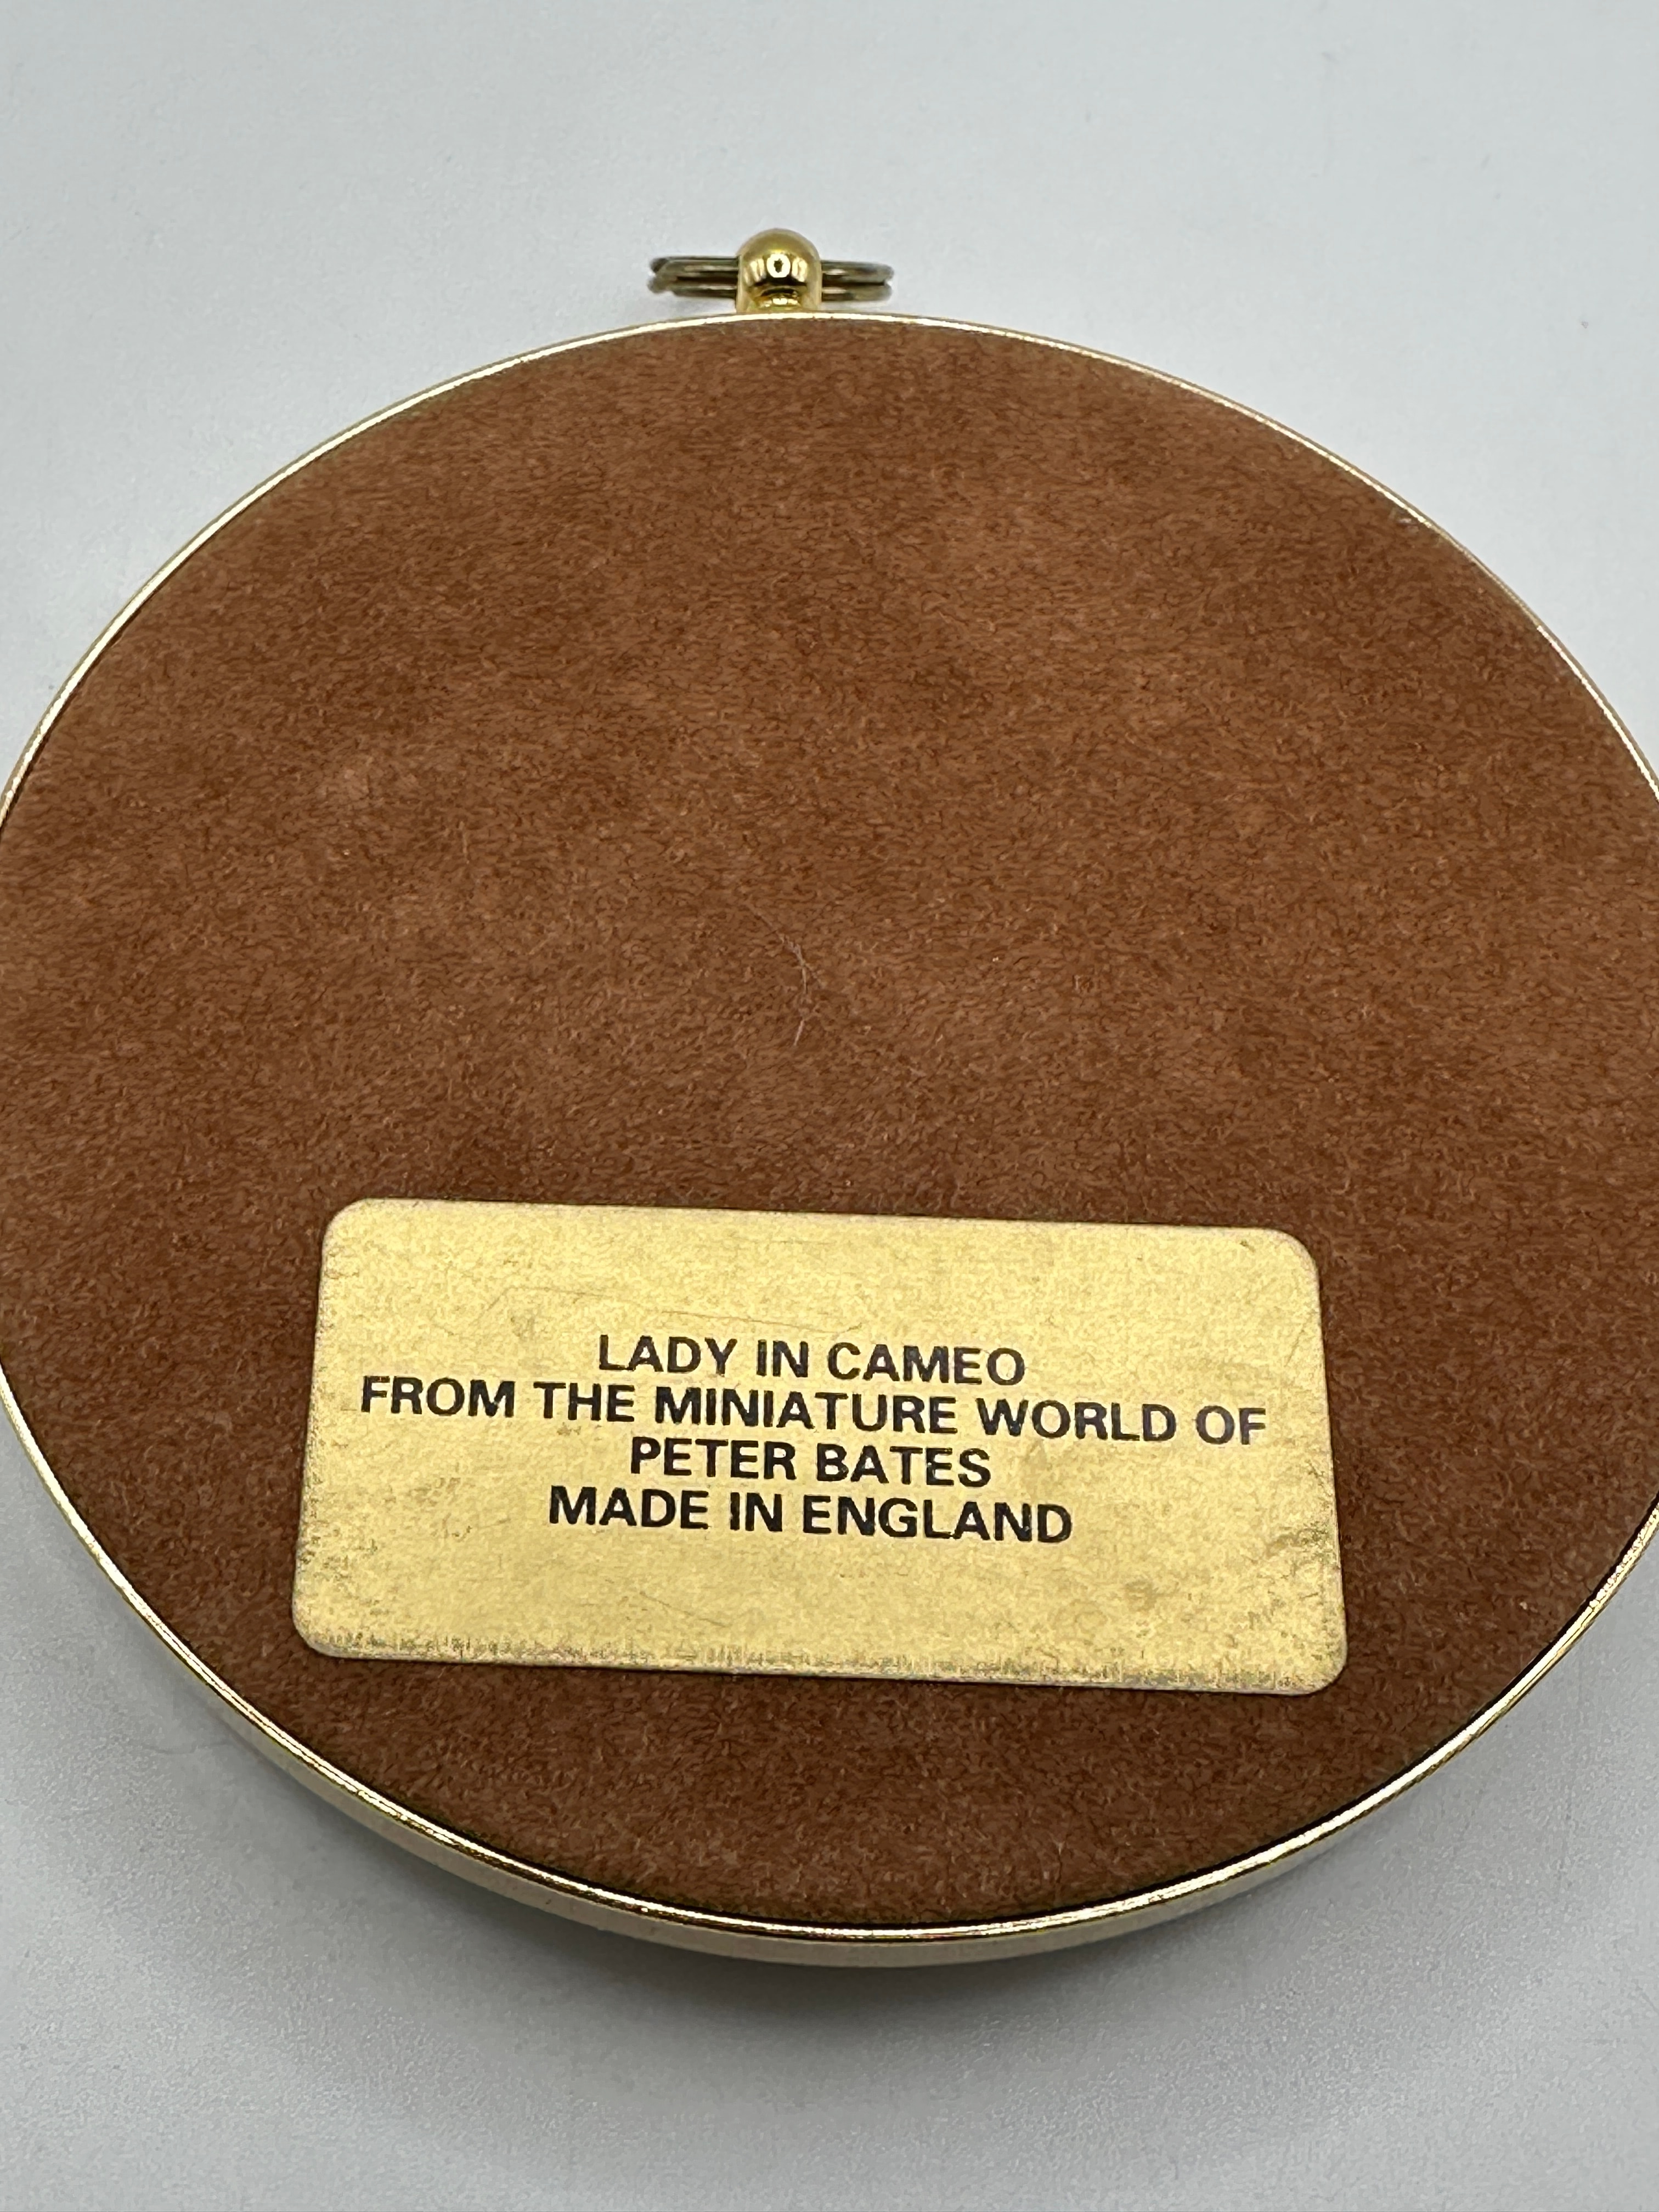 LADY IN CAMEO
FROM THE MINIATURE WORLD OF
PETER BATES
MADE IN ENGLAND